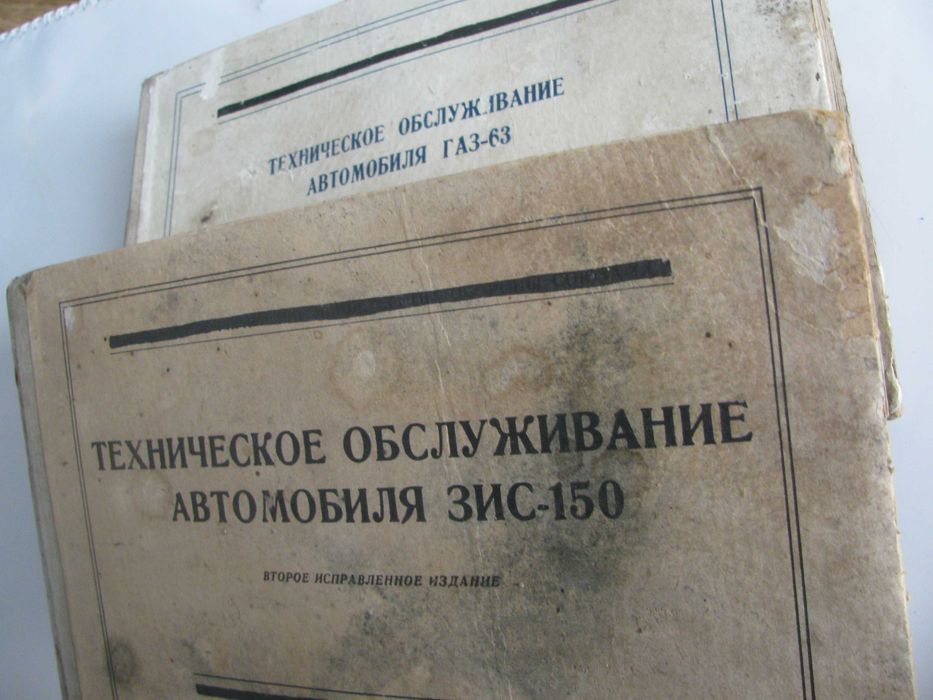 ТЕХНИЧЕСКОЕ ОБСЛУЖИВАНИЕ
АВТОМОБИЛЯ ГАЗ-63
ТЕХНИЧЕСКОЕ ОБСЛУЖИВАНИЕ
АВТОМОБИЛЯ ЗИС-150
ВТОРОЕ ИСПРАВЛЕННОЕ ИЗДАНИЕ